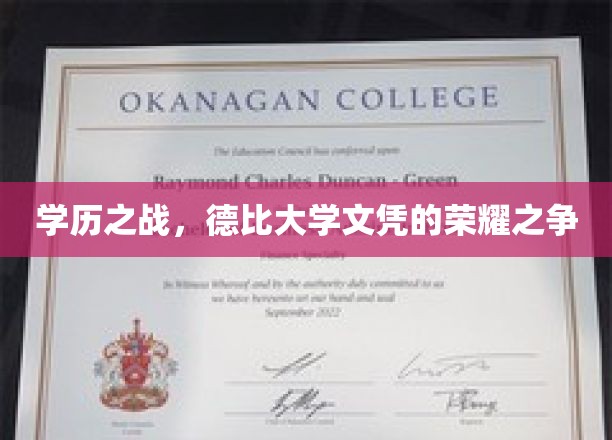 OKANAGAN COLLEGE
The Education Council has conferred upon
Raymond Charles Duncan - Green
学历之战，德比大学文凭的荣耀之争
Finance Specialty
In Witness Whereof and by the authority duly committed to us
we have hereunto set our hand and seal
September 2022